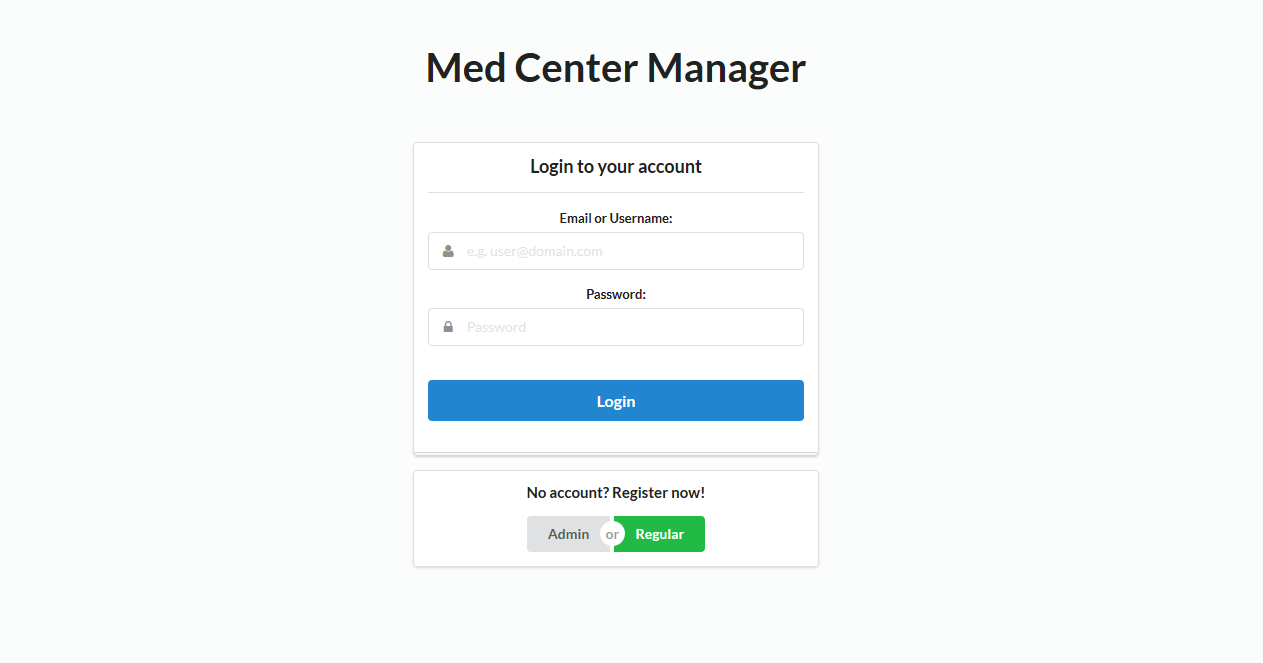 Med Center Manager
Login to your account
Email or Username:
e.g. user@domain.com
Password:
Password
Login
No account? Register now!
Admin or Regular